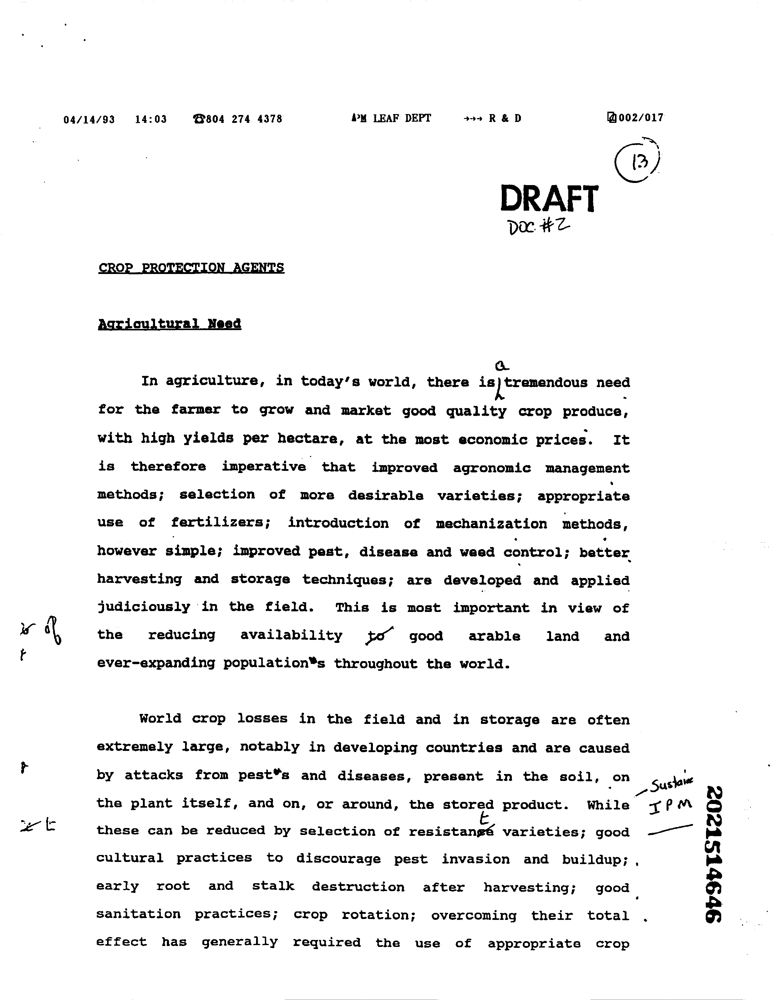 04/14/93 14:03 ☎804 274 4378 PM LEAF DEPT →→→ R & D 002/017
13
DRAFT
DOC #2
CROP PROTECTION AGENTS
Agricultural Need
a
In agriculture, in today's world, there is tremendous need
for the farmer to grow and market good quality crop produce,
with high yields per hectare, at the most economic prices. It
is therefore imperative that improved agronomic management
methods; selection of more desirable varieties; appropriate
use of fertilizers; introduction of mechanization methods,
however simple; improved pest, disease and weed control; better
harvesting and storage techniques; are developed and applied
judiciously in the field. This is most important in view of
of the reducing availability to good arable land and
ever-expanding population's throughout the world.
World crop losses in the field and in storage are often
extremely large, notably in developing countries and are caused
by attacks from pest's and diseases, present in the soil, on
Sustain
the plant itself, and on, or around, the stored product. While IPM
t
these can be reduced by selection of resistance varieties; good
cultural practices to discourage pest invasion and buildup;
early root and stalk destruction after harvesting; good
sanitation practices; crop rotation; overcoming their total
effect has generally required the use of appropriate crop
2021514646